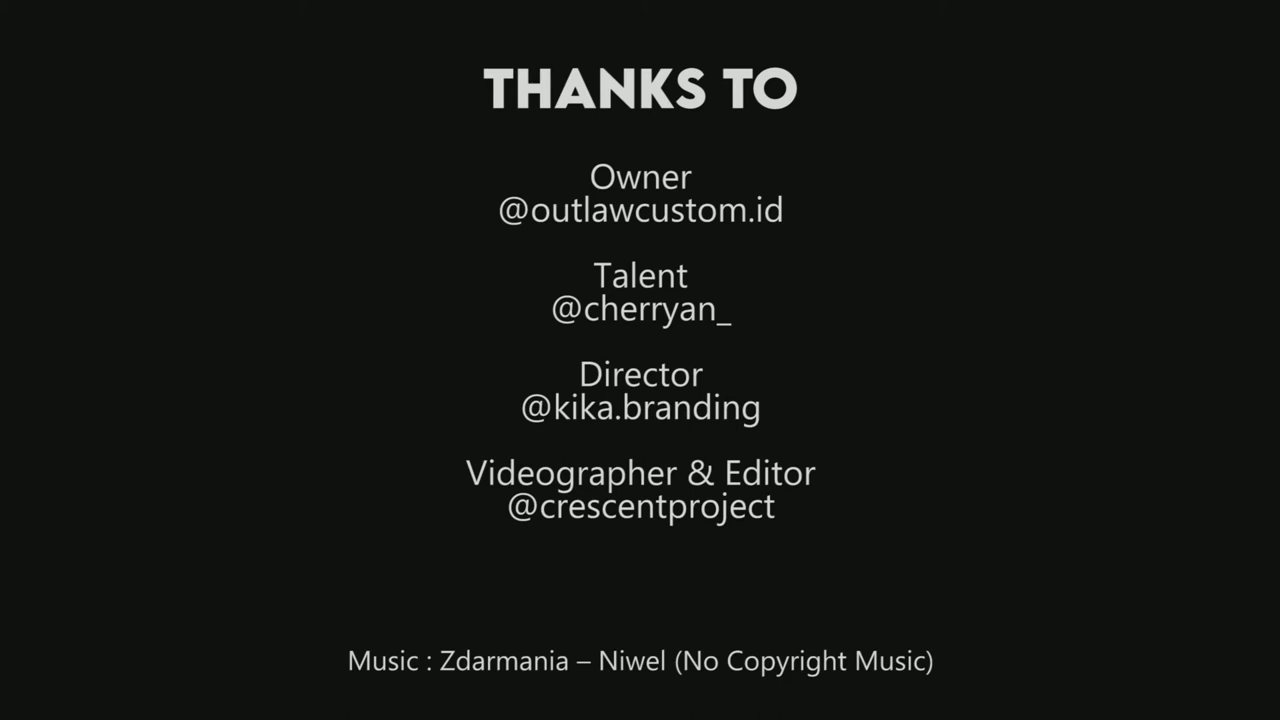 THANKS TO
Owner
@outlawcustom.id
Talent
@cherryan_
Director
@kika.branding
Videographer & Editor
@crescentproject
Music : Zdarmania – Niwel (No Copyright Music)